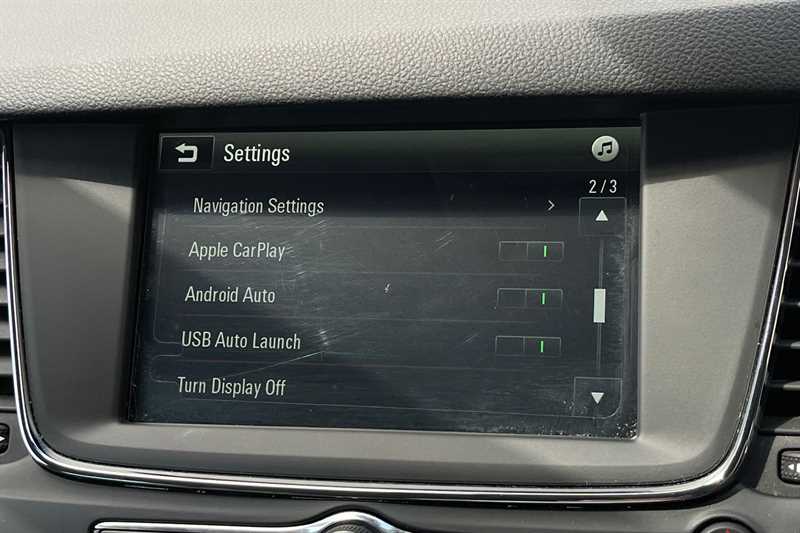 Settings
2 / 3
Navigation Settings
Apple CarPlay
Android Auto
USB Auto Launch
Turn Display Off